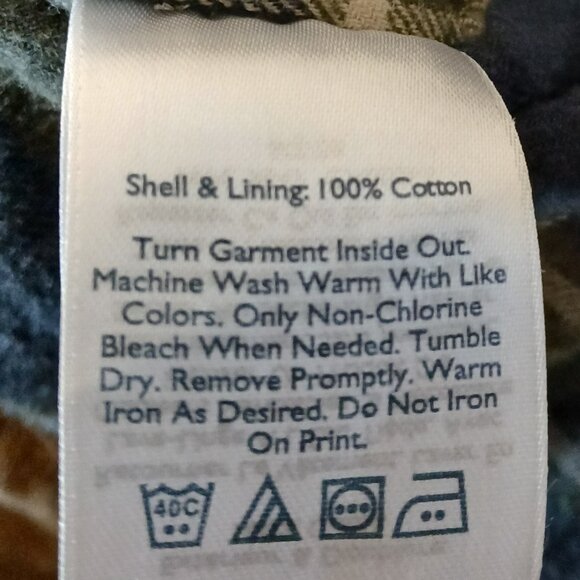 Shell & Lining: 100% Cotton
Turn Garment Inside Out.
Machine Wash Warm With Like
Colors. Only Non-Chlorine
Bleach When Needed. Tumble
Dry. Remove Promptly. Warm
Iron As Desired. Do Not Iron
On Print.
40C